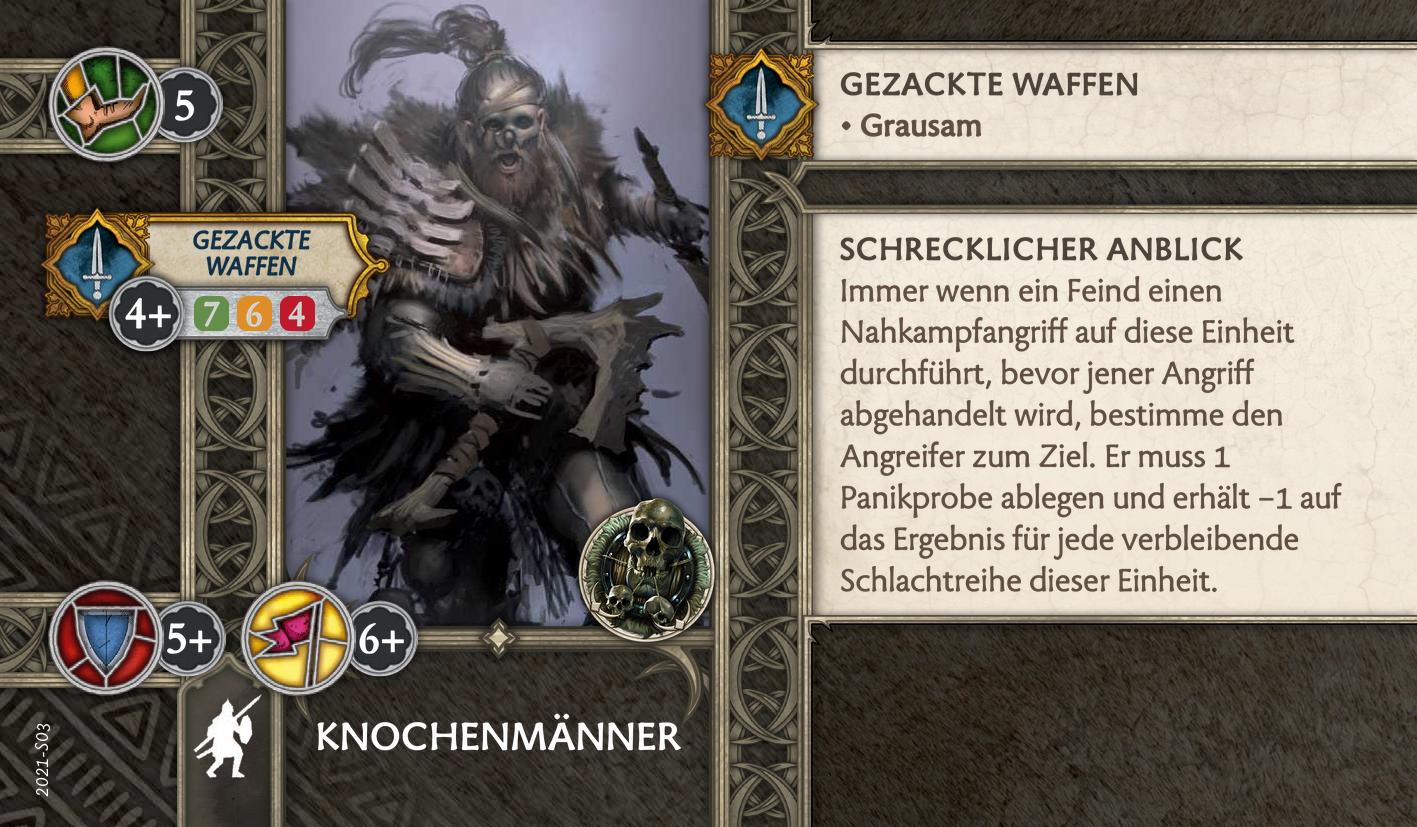 5
GEZACKTE
WAFFEN
4+ 7 6 4
5+ 6+
KNOCHENMÄNNER
2021-S03
GEZACKTE WAFFEN
• Grausam
SCHRECKLICHER ANBLICK
Immer wenn ein Feind einen
Nahkampfangriff auf diese Einheit
durchführt, bevor jener Angriff
abgehandelt wird, bestimme den
Angreifer zum Ziel. Er muss 1
Panikprobe ablegen und erhält –1 auf
das Ergebnis für jede verbleibende
Schlachtreihe dieser Einheit.